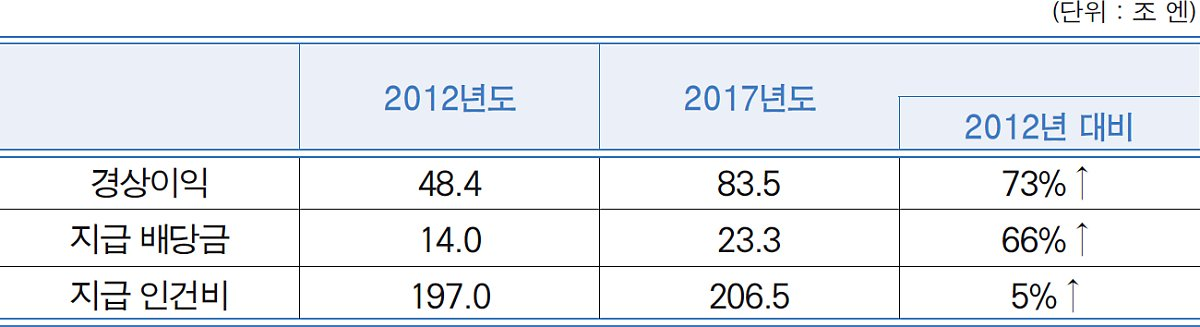 (단위 : 조 엔)
2012년도 2017년도
2012년 대비
경상이익 48.4 83.5 73%↑
지급 배당금 14.0 23.3 66%↑
지급 인건비 197.0 206.5 5%↑